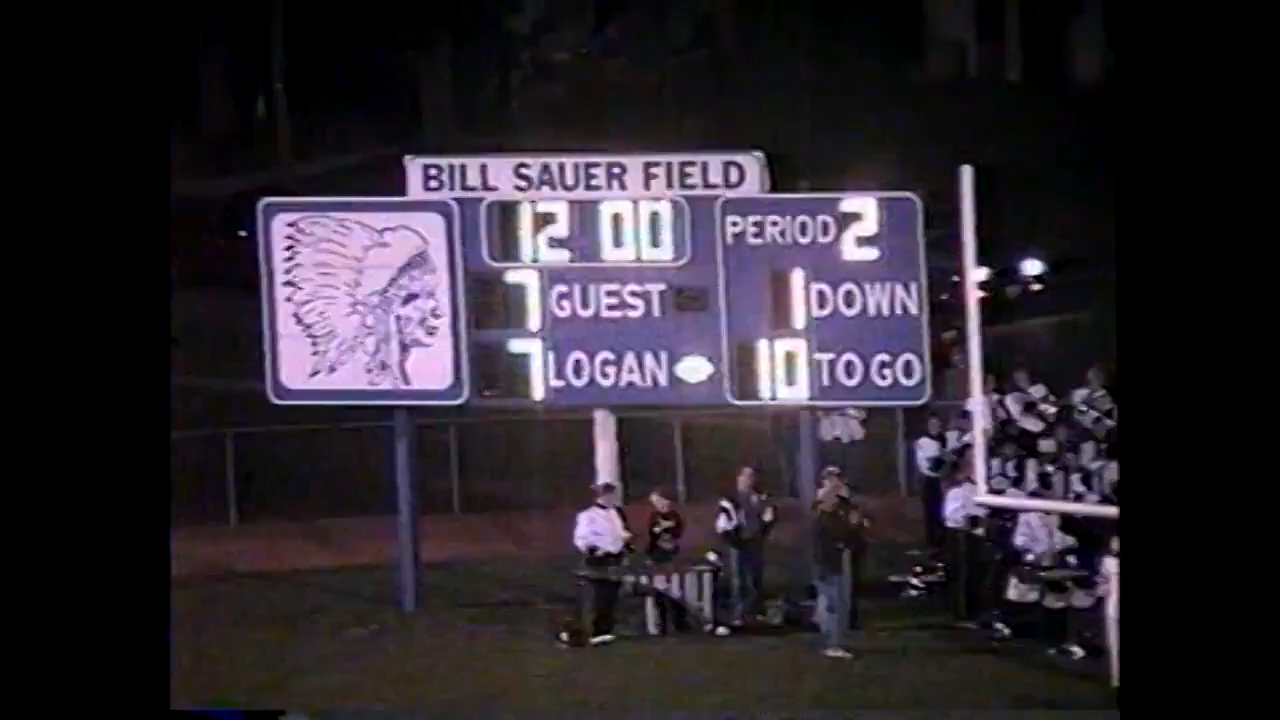 BILL SAUER FIELD
12 00
PERIOD 2
7 GUEST
1 DOWN
7 LOGAN
10 TO GO